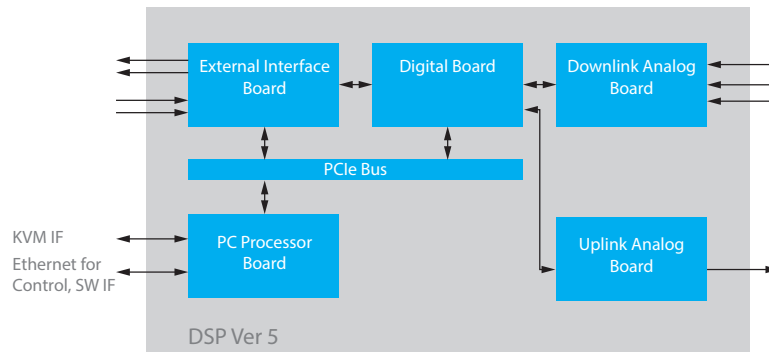 External Interface
Board
Digital Board
Downlink Analog
Board
PCIe Bus
KVM IF
Ethernet for
Control, SW IF
PC Processor
Board
Uplink Analog
Board
DSP Ver 5